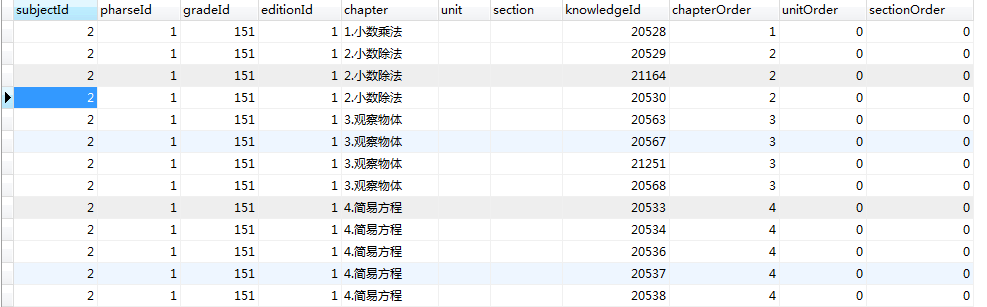 subjectId pharseId gradeId editionId chapter unit section knowledgeId chapterOrder unitOrder sectionOrder
2 1 151 1 1.小数乘法 20528 1 0 0
2 1 151 1 2.小数除法 20529 2 0 0
2 1 151 1 2.小数除法 21164 2 0 0
2 1 151 1 2.小数除法 20530 2 0 0
2 1 151 1 3.观察物体 20563 3 0 0
2 1 151 1 3.观察物体 20567 3 0 0
2 1 151 1 3.观察物体 21251 3 0 0
2 1 151 1 3.观察物体 20568 3 0 0
2 1 151 1 4.简易方程 20533 4 0 0
2 1 151 1 4.简易方程 20534 4 0 0
2 1 151 1 4.简易方程 20536 4 0 0
2 1 151 1 4.简易方程 20537 4 0 0
2 1 151 1 4.简易方程 20538 4 0 0